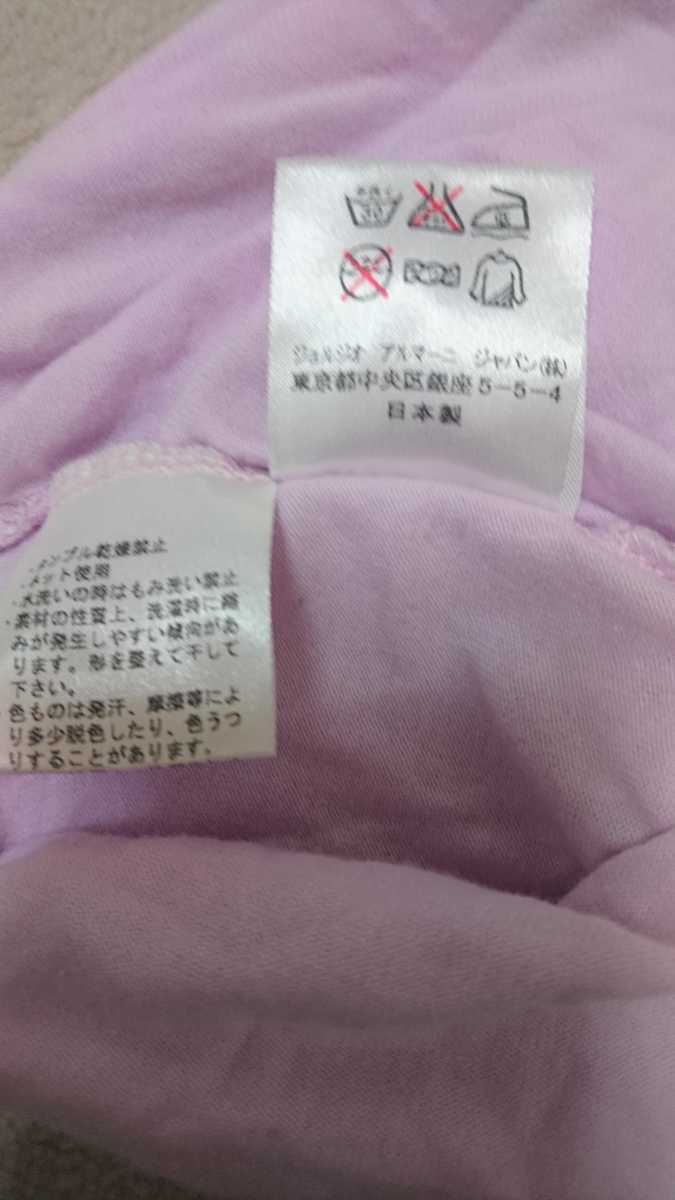 手洗イ
30
ジョルジオ アルマーニ ジャパン(株)
東京都中央区銀座5-5-4
日本製
・タンブル乾燥禁止
・ネット使用
・水洗いの時はもみ洗い禁止
・素材の性質上、洗濯時に縮
みが発生しやすい傾向があ
ります。形を整えて干して
下さい。
・色ものは発汗、摩擦等によ
り多少脱色したり、色うつ
りすることがあります。